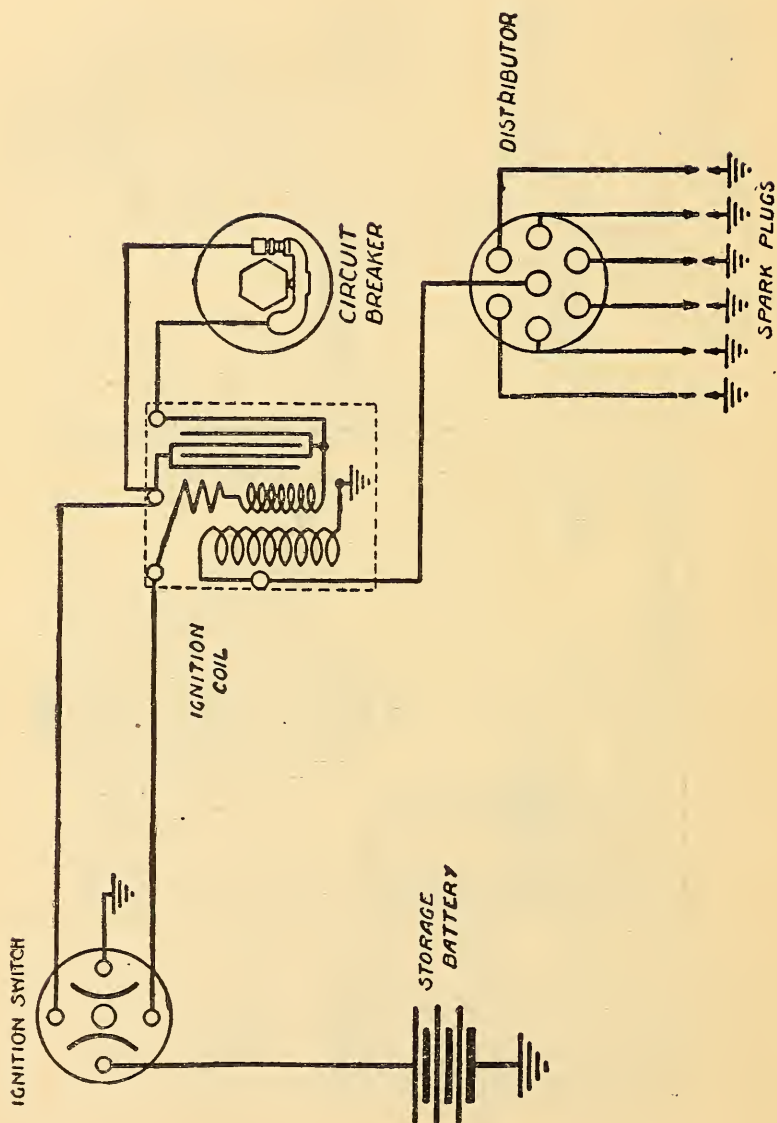 IGNITION SWITCH
STORAGE
BATTERY
IGNITION
COIL
CIRCUIT
BREAKER
DISTRIBUTOR
SPARK PLUGS